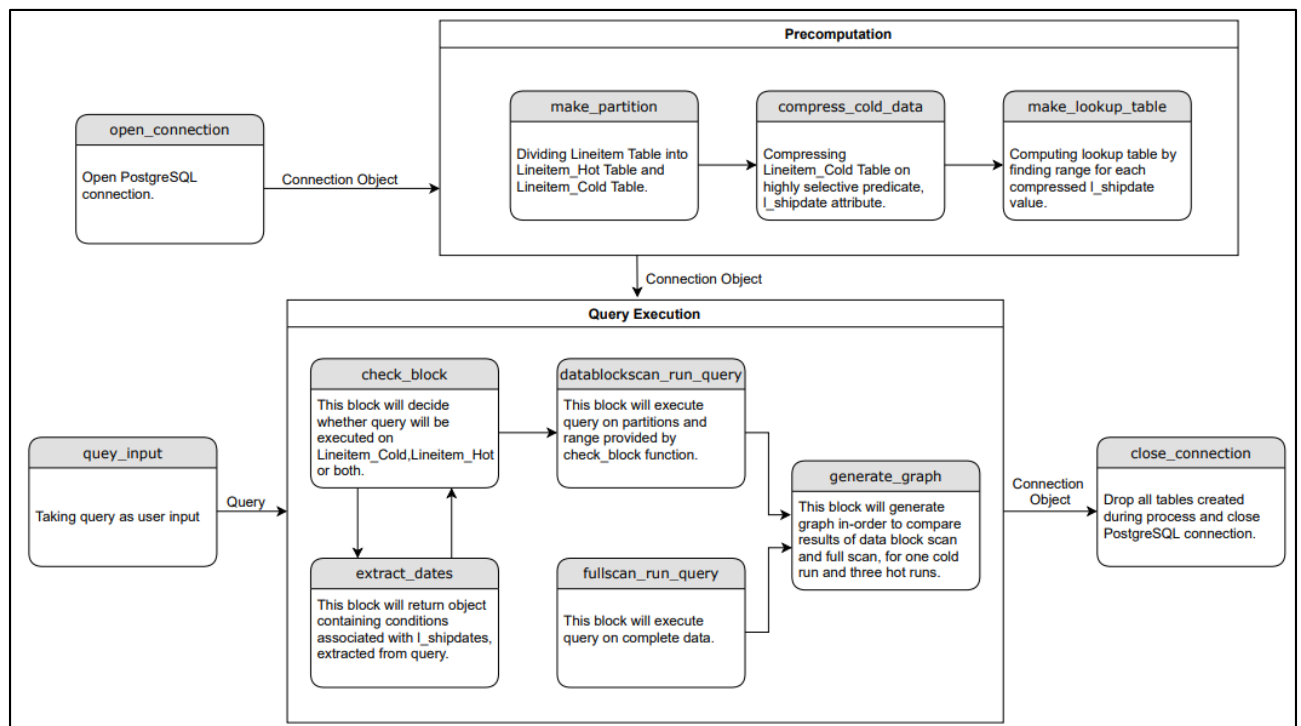 Precomputation
open_connection
Open PostgreSQL
connection.
Connection Object
make_partition
Dividing Lineitem Table into
Lineitem_Hot Table and
Lineitem_Cold Table.
compress_cold_data
Compressing
Lineitem_Cold Table on
highly selective predicate,
l_shipdate attribute.
make_lookup_table
Computing lookup table by
finding range for each
compressed l_shipdate
value.
Connection Object
Query Execution
quey_input
Taking query as user input
Query
check_block
This block will decide
whether query will be
executed on
Lineitem_Cold,Lineitem_Hot
or both.
datablockscan_run_query
This block will execute
query on partitions and
range provided by
check_block function.
extract_dates
This block will return object
containing conditions
associated with l_shipdates,
extracted from query.
fullscan_run_query
This block will execute
query on complete data.
generate_graph
This block will generate
graph in-order to compare
results of data block scan
and full scan, for one cold
run and three hot runs.
Connection
Object
close_connection
Drop all tables created
during process and close
PostgreSQL connection.